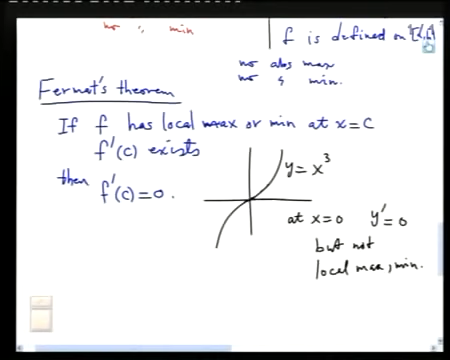 no " min
f is defined on [a,b]
no abs max
no " min.
Fermat's theorem
If f has local max or min at x=c
f'(c) exists
then f'(c)=0.
y=x³
at x=0 y'=0
but not
local max, min.